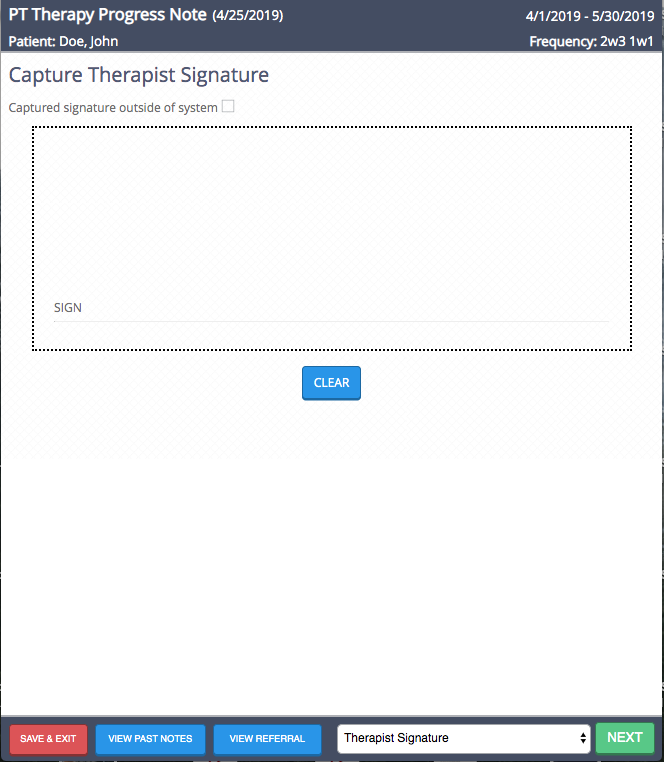 PT Therapy Progress Note (4/25/2019) 4/1/2019 - 5/30/2019
Patient: Doe, John Frequency: 2w3 1w1
Capture Therapist Signature
Captured signature outside of system
SIGN
CLEAR
SAVE & EXIT VIEW PAST NOTES VIEW REFERRAL Therapist Signature NEXT